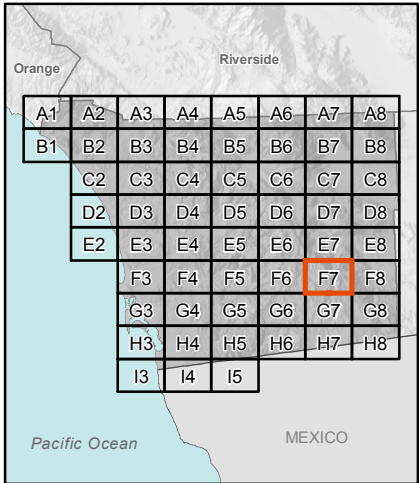 Riverside
Orange
A1 A2 A3 A4 A5 A6 A7 A8
B1 B2 B3 B4 B5 B6 B7 B8
C2 C3 C4 C5 C6 C7 C8
D2 D3 D4 D5 D6 D7 D8
E2 E3 E4 E5 E6 E7 E8
F3 F4 F5 F6 F7 F8
G3 G4 G5 G6 G7 G8
H3 H4 H5 H6 H7 H8
I3 I4 I5
Pacific Ocean MEXICO